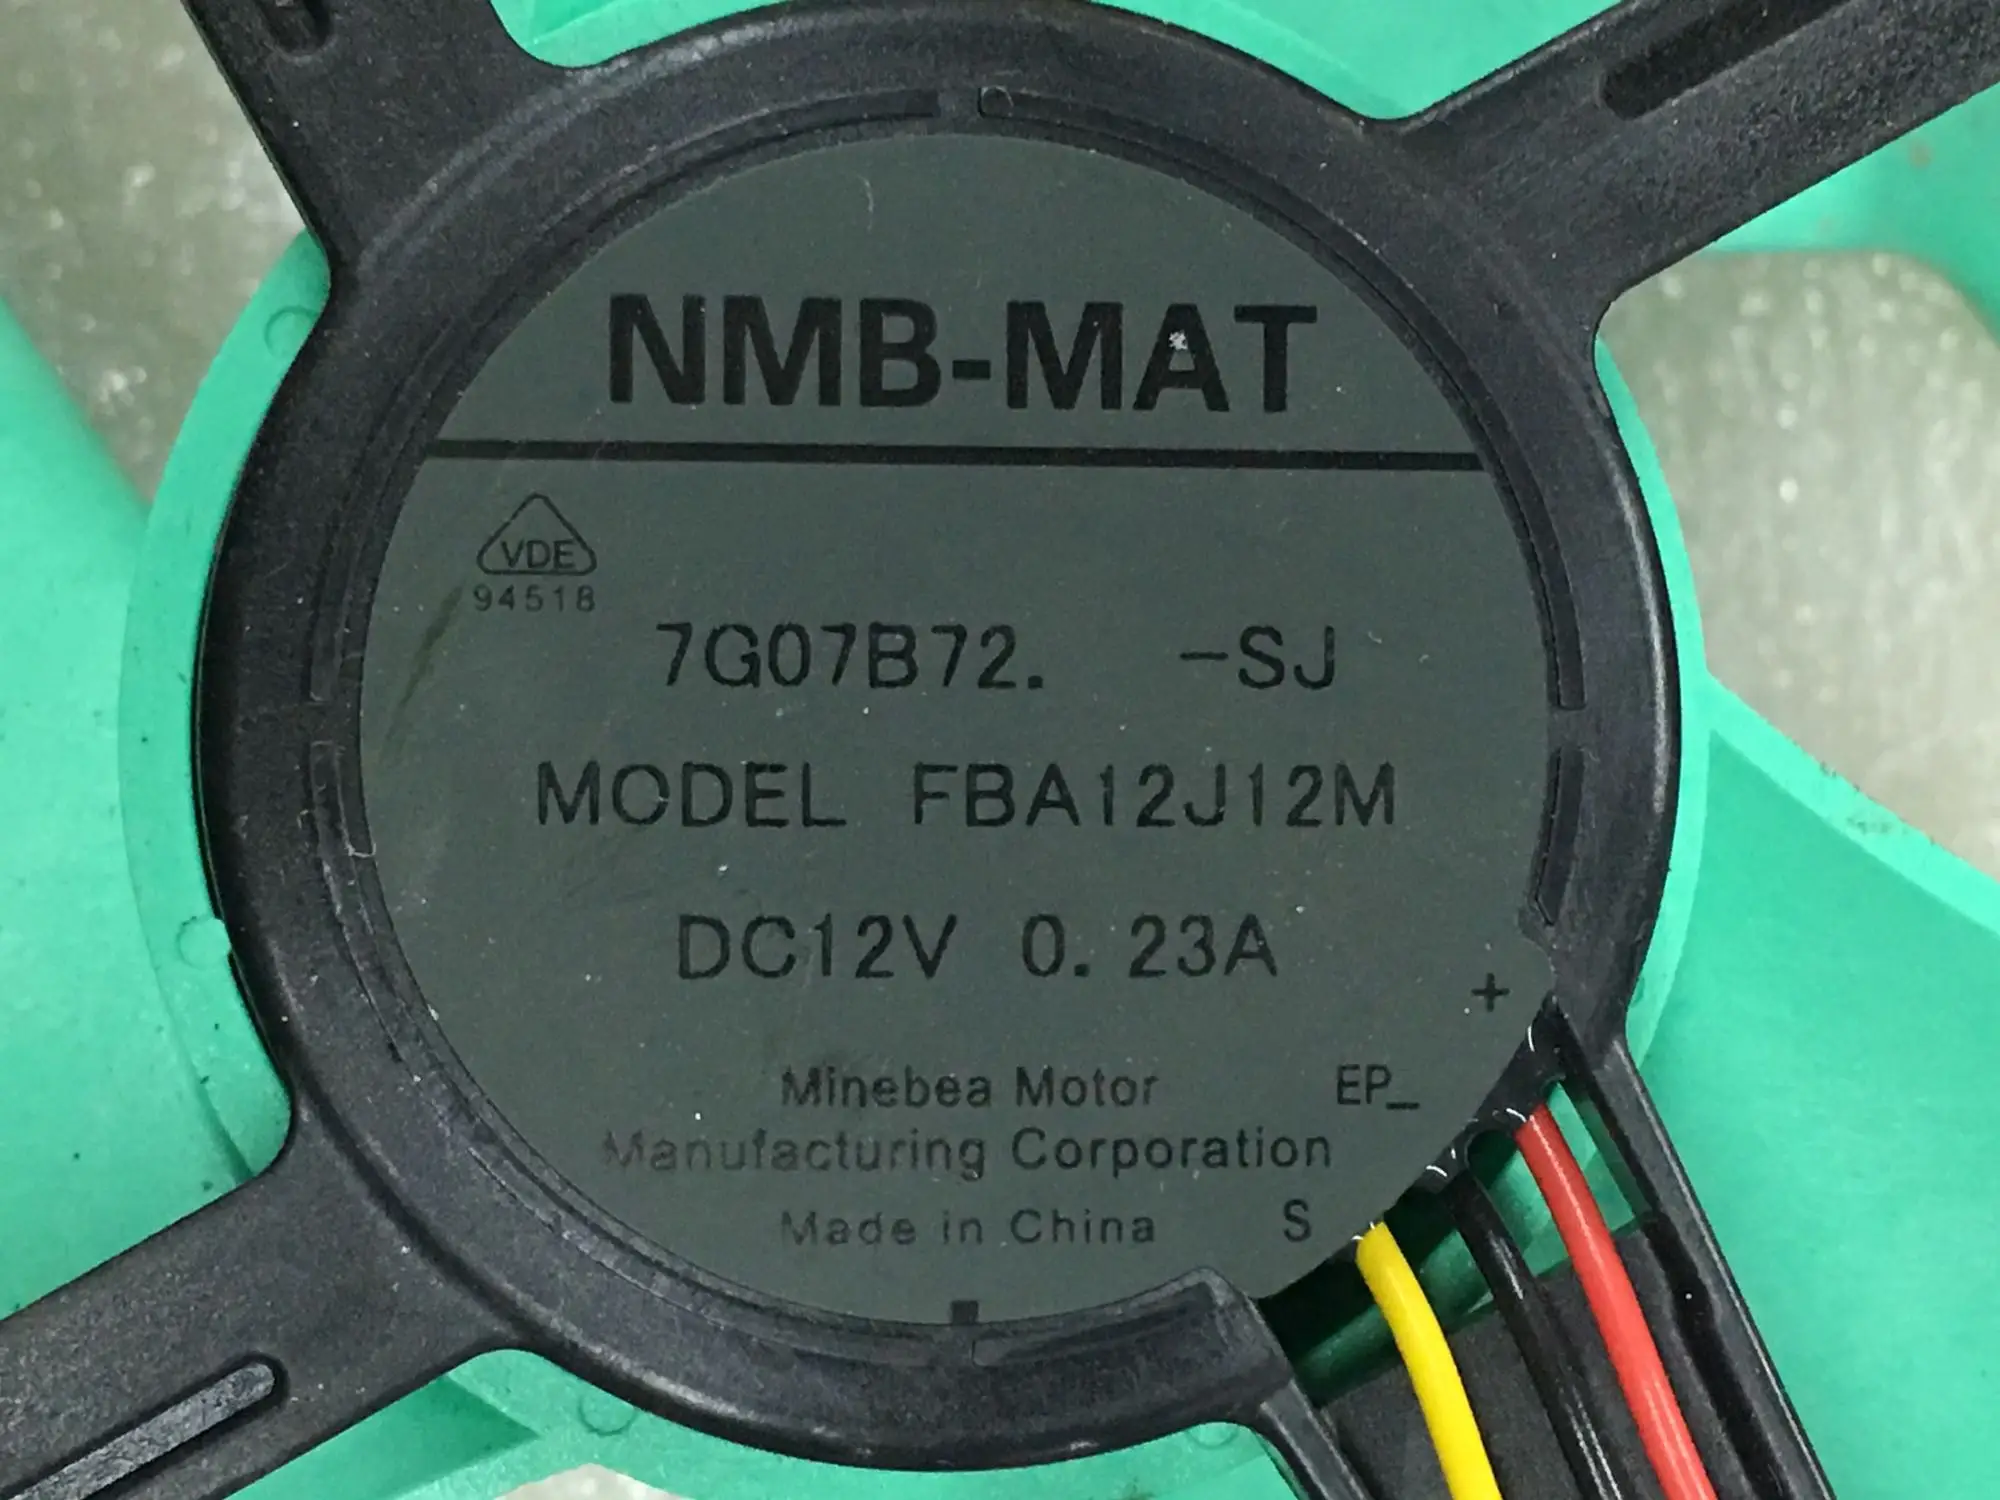 NMB-MAT
VDE
94518
7G07B72. -SJ
MODEL FBA12J12M
DC12V 0.23A
+
Minebea Motor EP_
Manufacturing Corporation
Made in China S